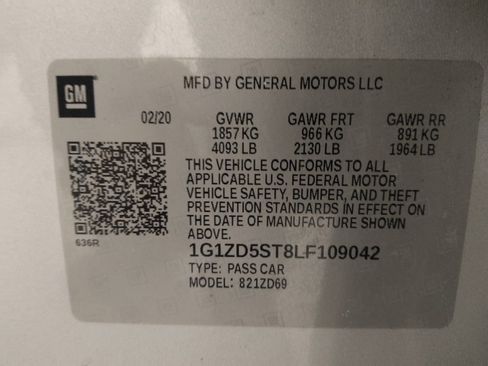 GM
MFD BY GENERAL MOTORS LLC
02/20 GVWR GAWR FRT GAWR RR
1857 KG 966 KG 891 KG
4093 LB 2130 LB 1964 LB
THIS VEHICLE CONFORMS TO ALL
APPLICABLE U.S. FEDERAL MOTOR
VEHICLE SAFETY, BUMPER, AND THEFT
PREVENTION STANDARDS IN EFFECT ON
THE DATE OF MANUFACTURE SHOWN
ABOVE.
636R
1G1ZD5ST8LF109042
TYPE: PASS CAR
MODEL: 821ZD69